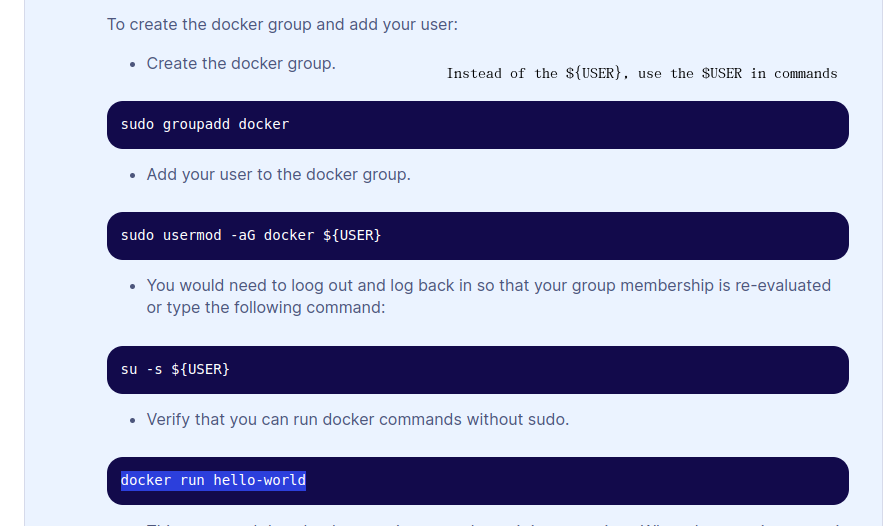 To create the docker group and add your user:
• Create the docker group.
Instead of the ${USER}, use the $USER in commands
sudo groupadd docker
• Add your user to the docker group.
sudo usermod -aG docker ${USER}
• You would need to loog out and log back in so that your group membership is re-evaluated
or type the following command:
su -s ${USER}
• Verify that you can run docker commands without sudo.
docker run hello-world